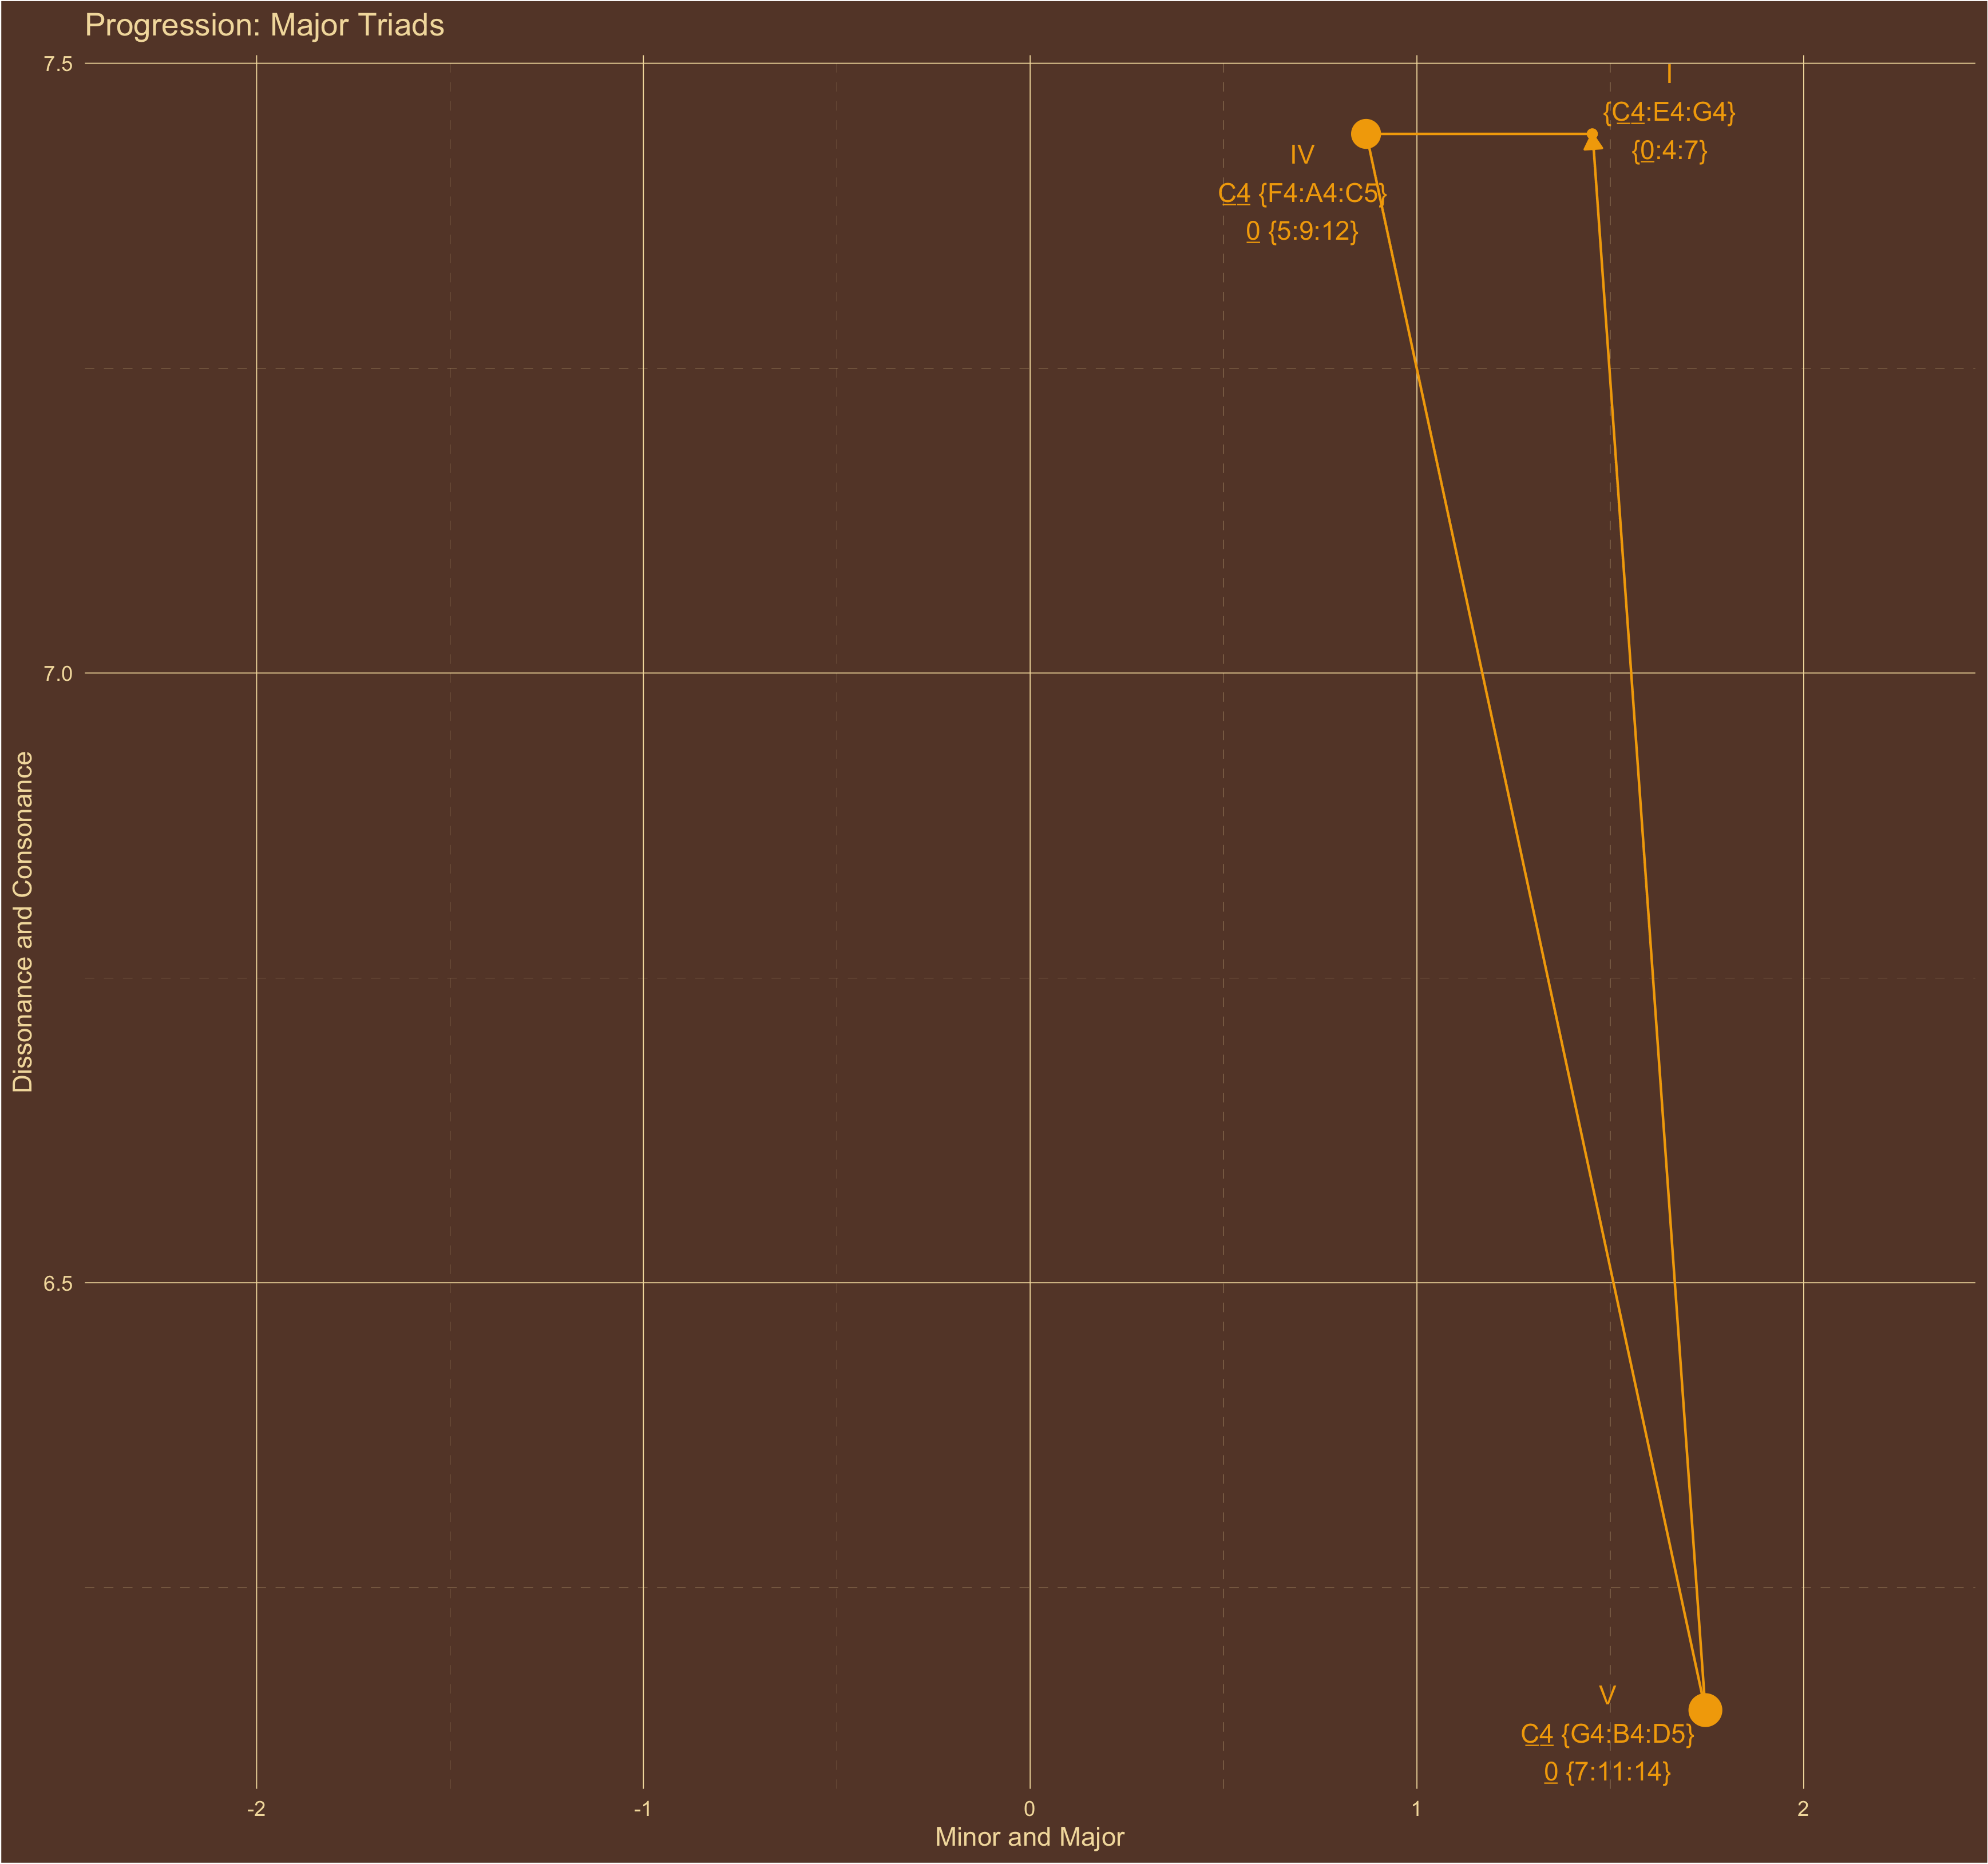 Progression: Major Triads
7.5
7.0
6.5
Dissonance and Consonance
I
{C4:E4:G4}
{0:4:7}
IV
C4 {F4:A4:C5}
0 {5:9:12}
V
C4 {G4:B4:D5}
0 {7:11:14}
-2
-1
0
1
2
Minor and Major